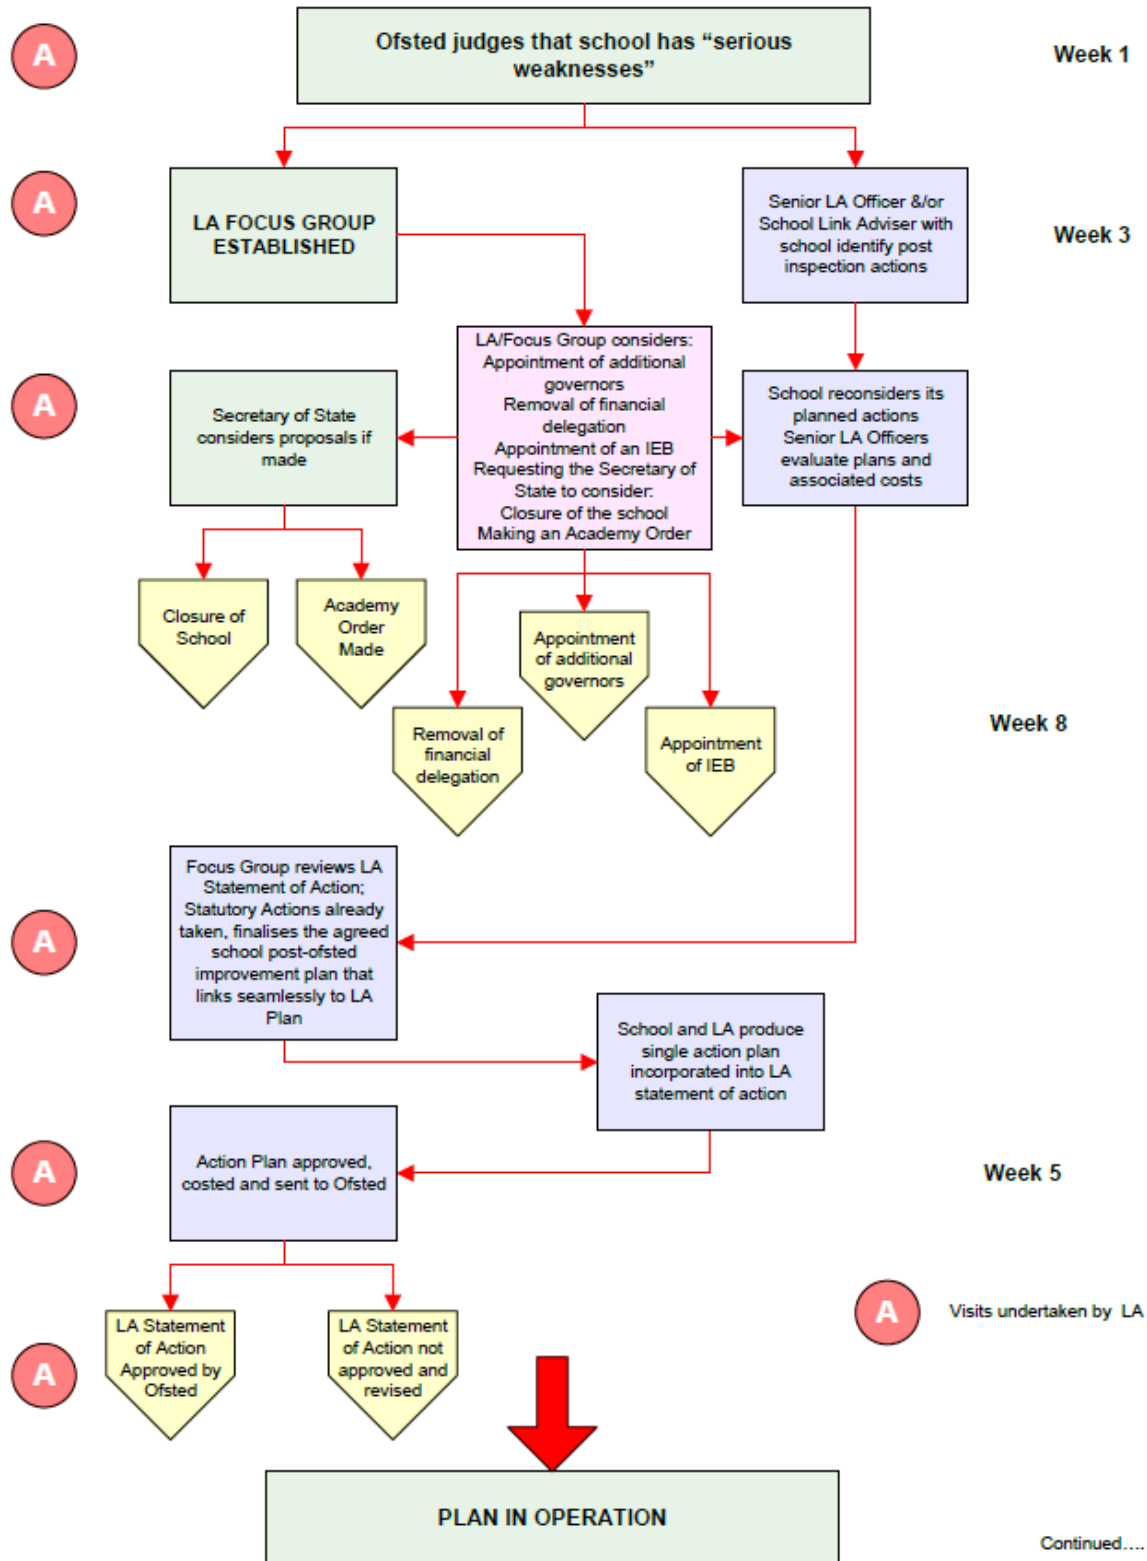 A
Ofsted judges that school has “serious
weaknesses”
Week 1
A
LA FOCUS GROUP
ESTABLISHED
Senior LA Officer &/or
School Link Adviser with
school identify post
inspection actions
Week 3
A
Secretary of State
considers proposals if
made
LA/Focus Group considers:
Appointment of additional
governors
Removal of financial
delegation
Appointment of an IEB
Requesting the Secretary of
State to consider:
Closure of the school
Making an Academy Order
School reconsiders its
planned actions
Senior LA Officers
evaluate plans and
associated costs
Closure of
School
Academy
Order
Made
Appointment
of additional
governors
Removal of
financial
delegation
Appointment
of IEB
Week 8
A
Focus Group reviews LA
Statement of Action;
Statutory Actions already
taken, finalises the agreed
school post-ofsted
improvement plan that
links seamlessly to LA
Plan
School and LA produce
single action plan
incorporated into LA
statement of action
A
Action Plan approved,
costed and sent to Ofsted
Week 5
A
LA Statement
of Action
Approved by
Ofsted
LA Statement
of Action not
approved and
revised
A
Visits undertaken by LA
PLAN IN OPERATION
Continued....